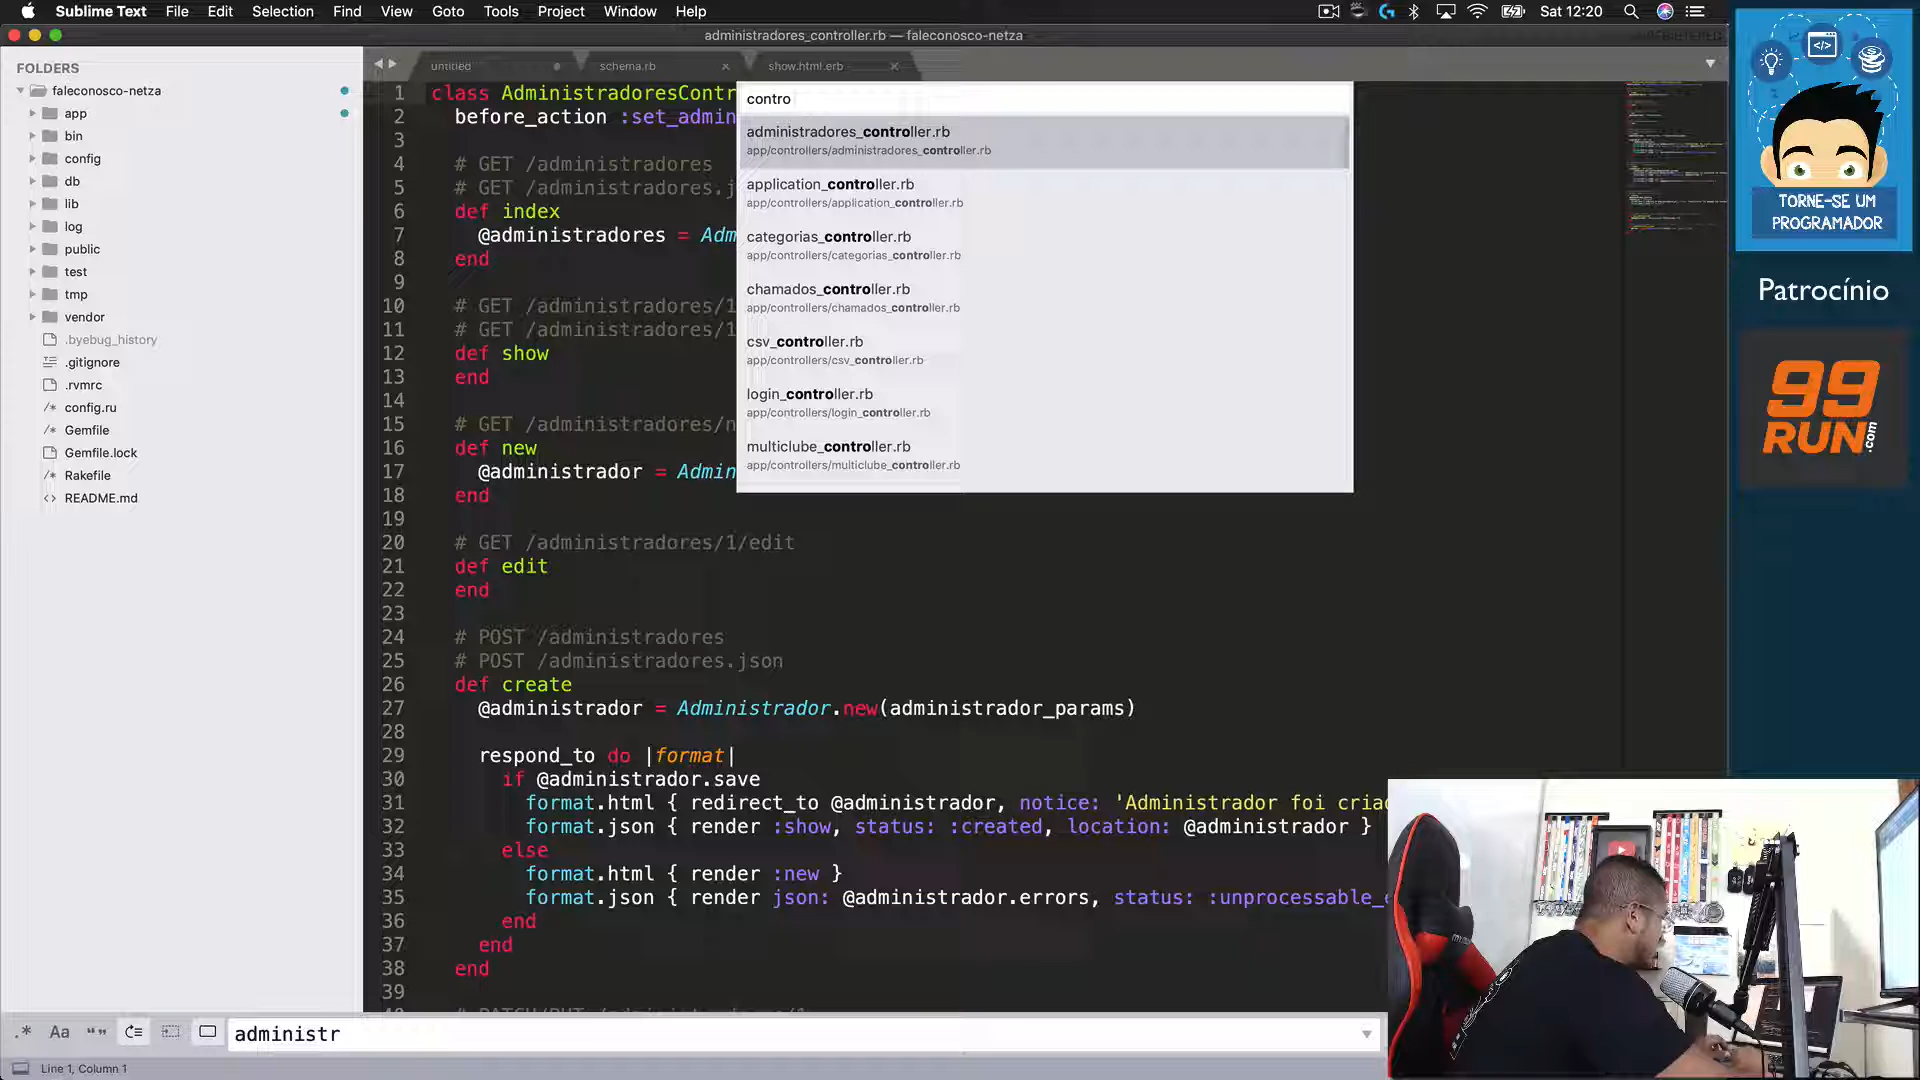 Sublime Text File Edit Selection Find View Goto Tools Project Window Help Sat 12:20
administradores_controller.rb — faleconosco-netza
FOLDERS
faleconosco-netza
app
bin
config
db
lib
log
public
test
tmp
vendor
.byebug_history
.gitignore
.rvmrc
config.ru
Gemfile
Gemfile.lock
Rakefile
README.md
untitled schema.rb show.html.erb
contro
administradores_controller.rb
app/controllers/administradores_controller.rb
application_controller.rb
app/controllers/application_controller.rb
categorias_controller.rb
app/controllers/categorias_controller.rb
chamados_controller.rb
app/controllers/chamados_controller.rb
csv_controller.rb
app/controllers/csv_controller.rb
login_controller.rb
app/controllers/login_controller.rb
multiclube_controller.rb
app/controllers/multiclube_controller.rb
1 class AdministradoresContr
2 before_action :set_admin
3
4 # GET /administradores
5 # GET /administradores.j
6 def index
7 @administradores = Adm
8 end
9
10 # GET /administradores/1
11 # GET /administradores/1
12 def show
13 end
14
15 # GET /administradores/n
16 def new
17 @administrador = Admin
18 end
19
20 # GET /administradores/1/edit
21 def edit
22 end
23
24 # POST /administradores
25 # POST /administradores.json
26 def create
27 @administrador = Administrador.new(administrador_params)
28
29 respond_to do |format|
30 if @administrador.save
31 format.html { redirect_to @administrador, notice: 'Administrador foi criad
32 format.json { render :show, status: :created, location: @administrador }
33 else
34 format.html { render :new }
35 format.json { render json: @administrador.errors, status: :unprocessable_e
36 end
37 end
38 end
39
administr
Line 1, Column 1
TORNE-SE UM
PROGRAMADOR
Patrocínio
99
RUN.com